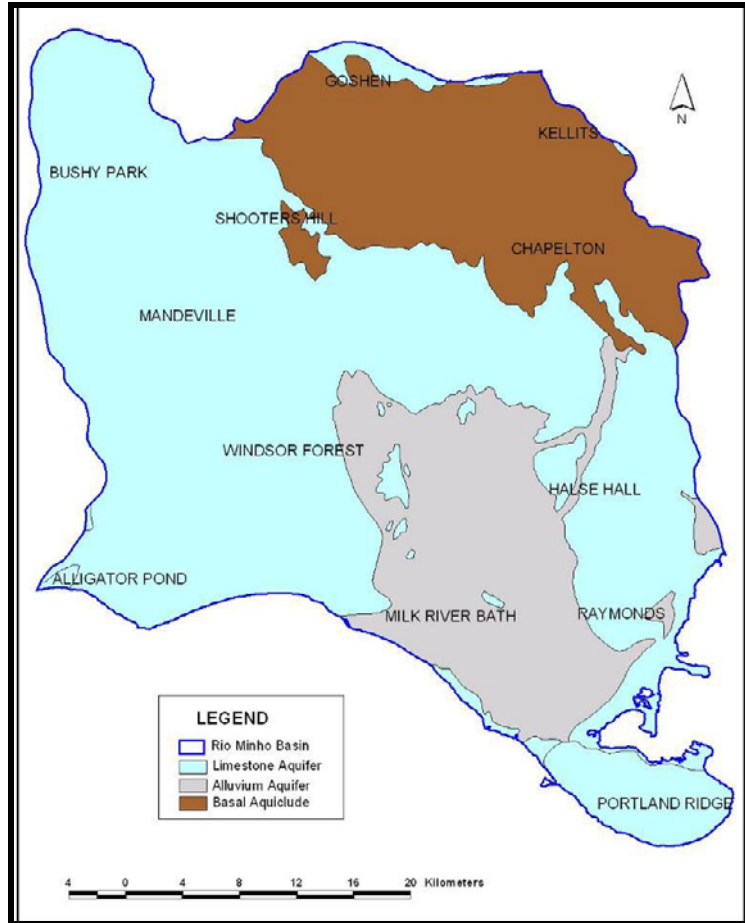 GOSHEN
N
KELLITS
BUSHY PARK
SHOOTERS HILL
CHAPELTON
MANDEVILLE
WINDSOR FOREST
HALSE HALL
ALLIGATOR POND
MILK RIVER BATH
RAYMONDS
LEGEND
Rio Minho Basin
Limestone Aquifer
Alluvium Aquifer
Basal Aquiclude
PORTLAND RIDGE
4 0 4 8 12 16 20 Kilometers